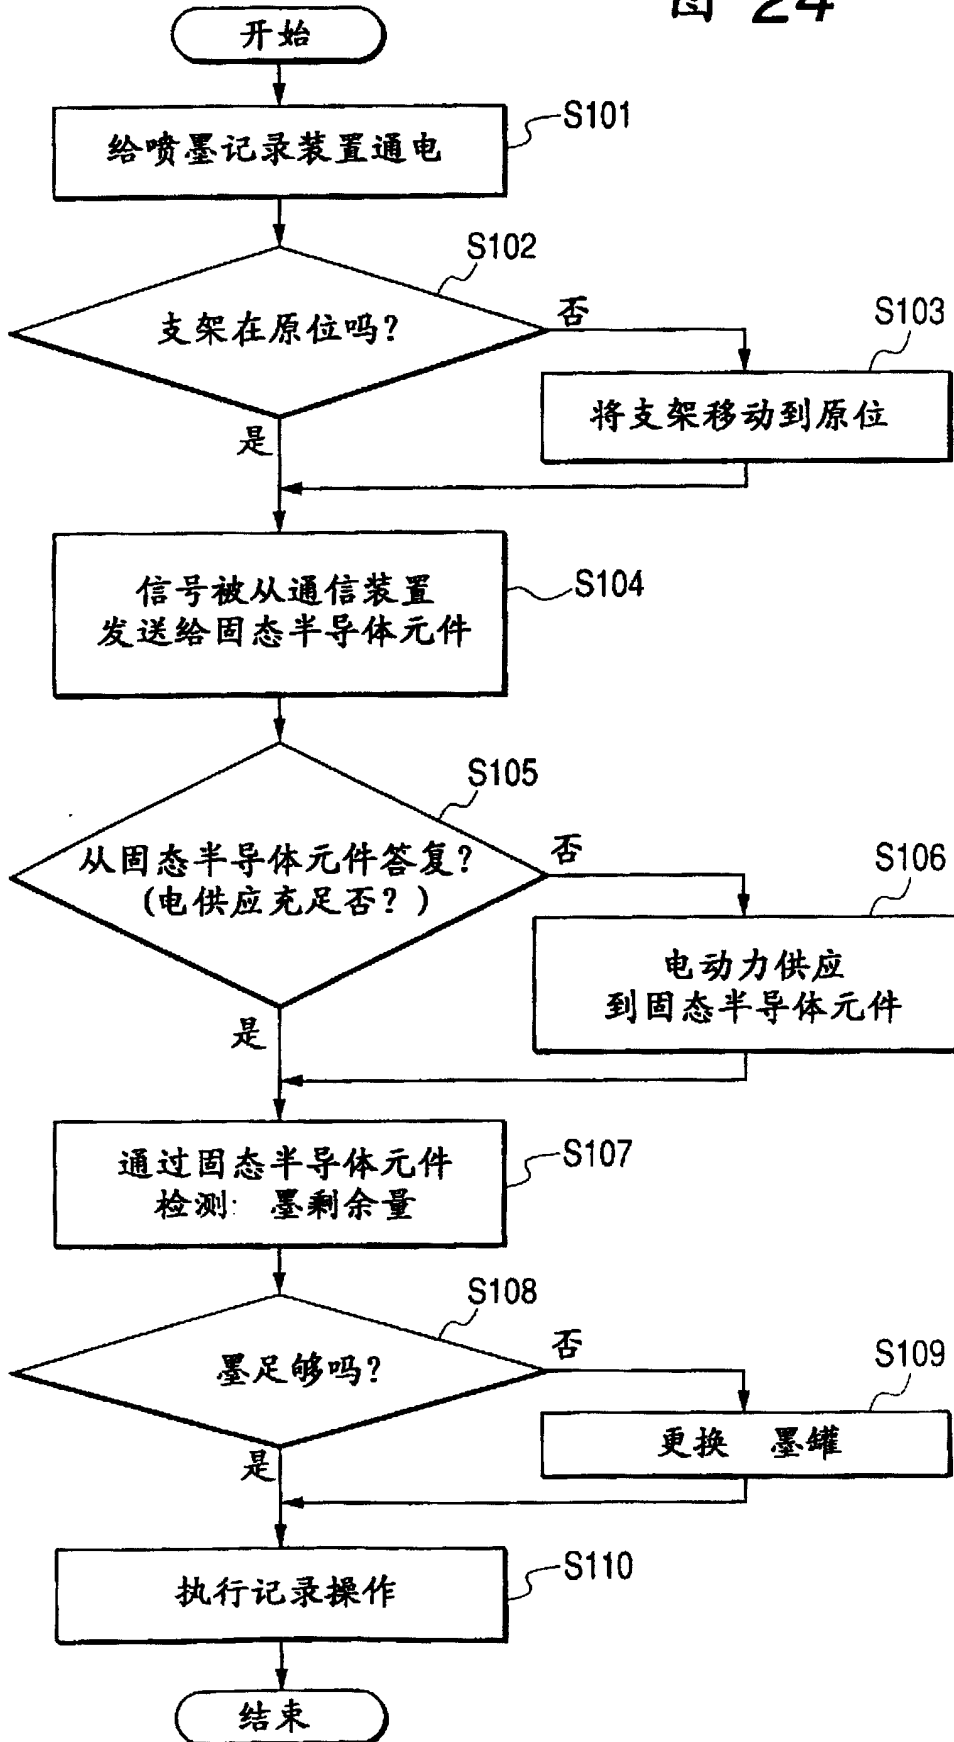 图 24
开始
给喷墨记录装置通电
S101
支架在原位吗?
S102
否
是
将支架移动到原位
S103
信号被从通信装置
发送给固态半导体元件
S104
从固态半导体元件答复?
(电供应充足否?)
S105
否
是
电动力供应
到固态半导体元件
S106
通过固态半导体元件
检测: 墨剩余量
S107
墨足够吗?
S108
否
是
更换 墨罐
S109
执行记录操作
S110
结束